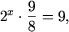 2^x · 9/8 = 9,